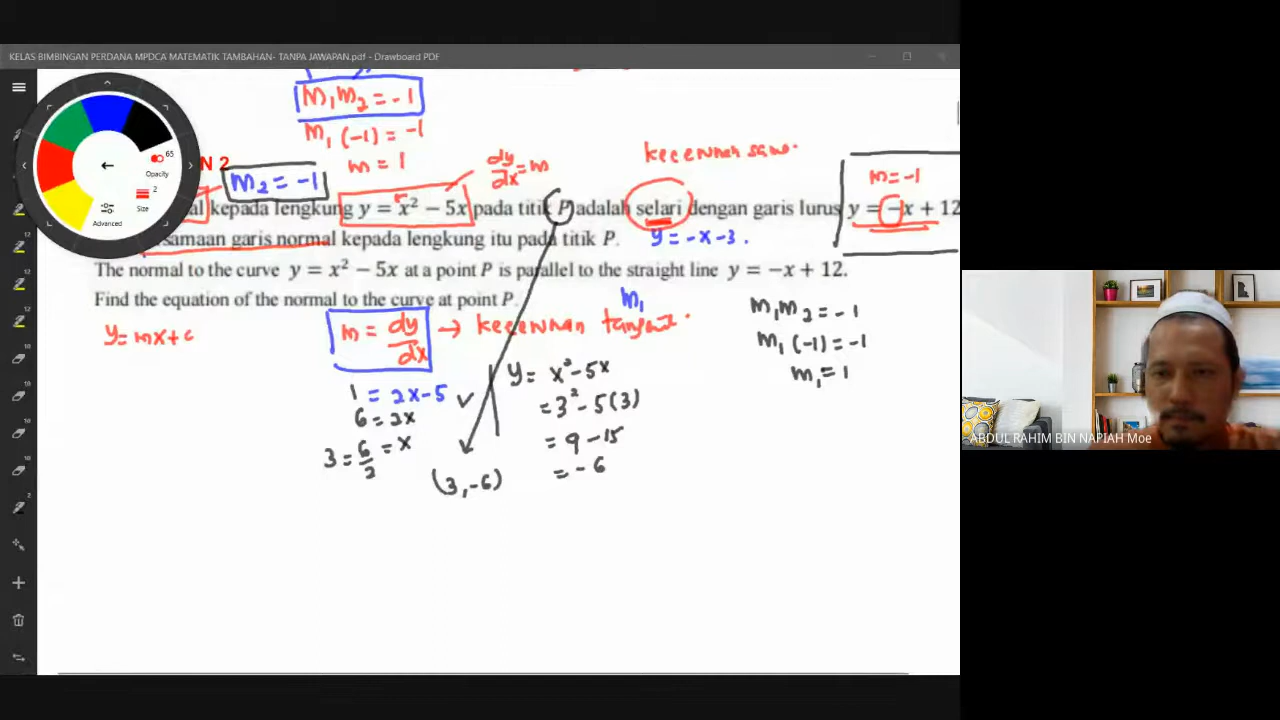 KELAS BIMBINGAN PERDANA MPDCA MATEMATIK TAMBAHAN- TANPA JAWAPAN.pdf - Drawboard PDF
m₁m₂ = -1
m₁ (-1) = -1
m = 1
N 2
m₂ = -1
dy/dx = m
65
Opacity
2
Size
Advanced
m = -1
al kepada lengkung y = x² − 5x pada titik P adalah selari dengan garis lurus y = −x + 12
samaan garis normal kepada lengkung itu pada titik P.
y = -x - 3.
The normal to the curve y = x² − 5x at a point P is parallel to the straight line y = −x + 12.
Find the equation of the normal to the curve at point P.
m₁
y = mx + c
m = dy/dx → kecerunan tangent.
m₁m₂ = -1
m₁ (-1) = -1
m₁ = 1
1 = 2x - 5 ✓
6 = 2x
3 = 6/2 = x
(3, -6)
y = x² - 5x
= 3² - 5(3)
= 9 - 15
= -6
ABDUL RAHIM BIN NAPIAH Moe